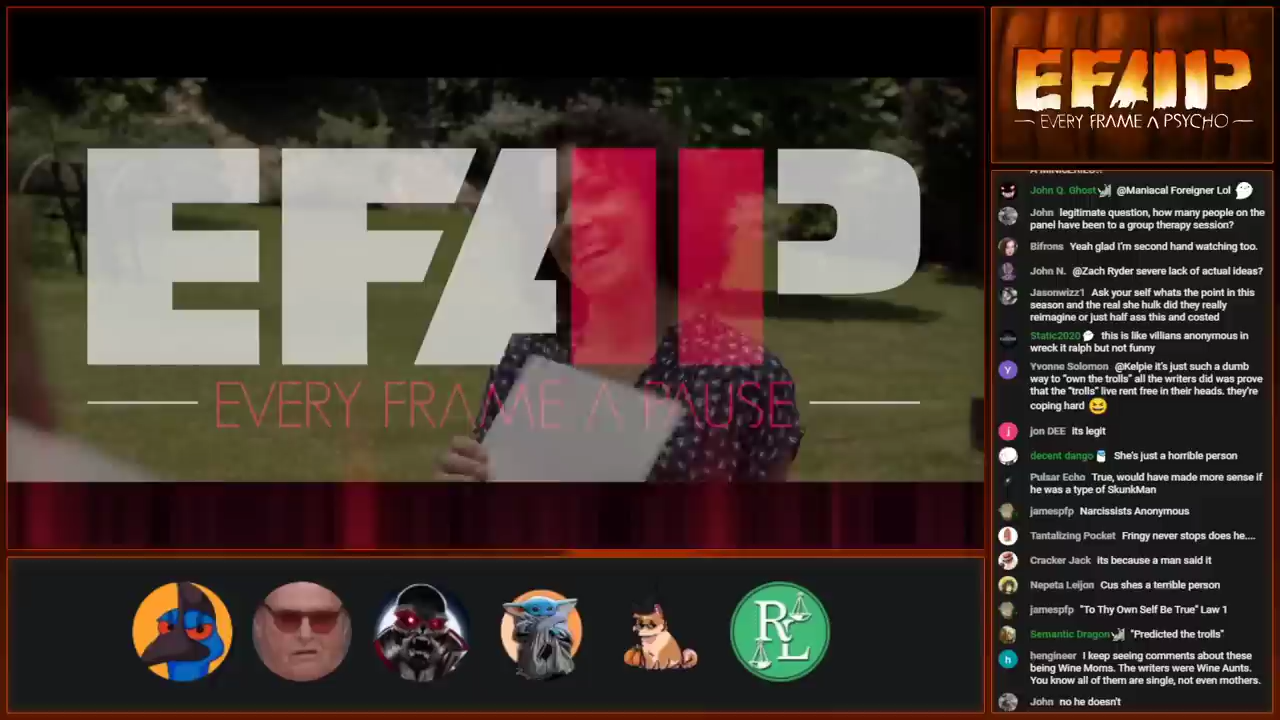 EFAP
EVERY FRAME A PAUSE
EFAP
EVERY FRAME A PSYCHO
John Q. Ghost @Maniacal Foreigner Lol
John legitimate question, how many people on the
panel have been to a group therapy session?
Bifrons Yeah glad I'm second hand watching too.
John N. @Zach Ryder severe lack of actual ideas?
Jasonwizz1 Ask your self whats the point in this
season and the real she hulk did they really
reimagine or just half ass this and costed
Static2020 this is like villians anonymous in
wreck it ralph but not funny
Yvonne Solomon @Kelpie it's just such a dumb
way to "own the trolls" all the writers did was prove
that the "trolls" live rent free in their heads. they're
coping hard
jon DEE its legit
decent dango She's just a horrible person
Pulsar Echo True, would have made more sense if
he was a type of SkunkMan
jamespfp Narcissists Anonymous
Tantalizing Pocket Fringy never stops does he....
Cracker Jack its because a man said it
Nepeta Leijon Cus shes a terrible person
jamespfp "To Thy Own Self Be True" Law 1
Semantic Dragon "Predicted the trolls"
hengineer I keep seeing comments about these
being Wine Moms. The writers were Wine Aunts.
You know all of them are single, not even mothers.
John no he doesn't
Y
j
h
RL